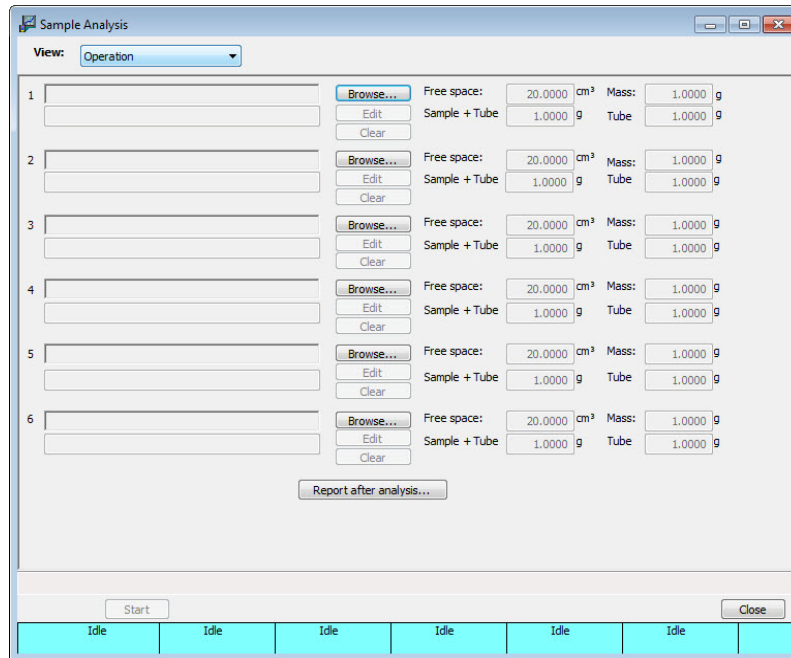 Sample Analysis
View: Operation
1 Browse... Free space: 20.0000 cm³ Mass: 1.0000 g
Edit Sample + Tube 1.0000 g Tube 1.0000 g
Clear
2 Browse... Free space: 20.0000 cm³ Mass: 1.0000 g
Edit Sample + Tube 1.0000 g Tube 1.0000 g
Clear
3 Browse... Free space: 20.0000 cm³ Mass: 1.0000 g
Edit Sample + Tube 1.0000 g Tube 1.0000 g
Clear
4 Browse... Free space: 20.0000 cm³ Mass: 1.0000 g
Edit Sample + Tube 1.0000 g Tube 1.0000 g
Clear
5 Browse... Free space: 20.0000 cm³ Mass: 1.0000 g
Edit Sample + Tube 1.0000 g Tube 1.0000 g
Clear
6 Browse... Free space: 20.0000 cm³ Mass: 1.0000 g
Edit Sample + Tube 1.0000 g Tube 1.0000 g
Clear
Report after analysis...
Start Close
Idle Idle Idle Idle Idle Idle